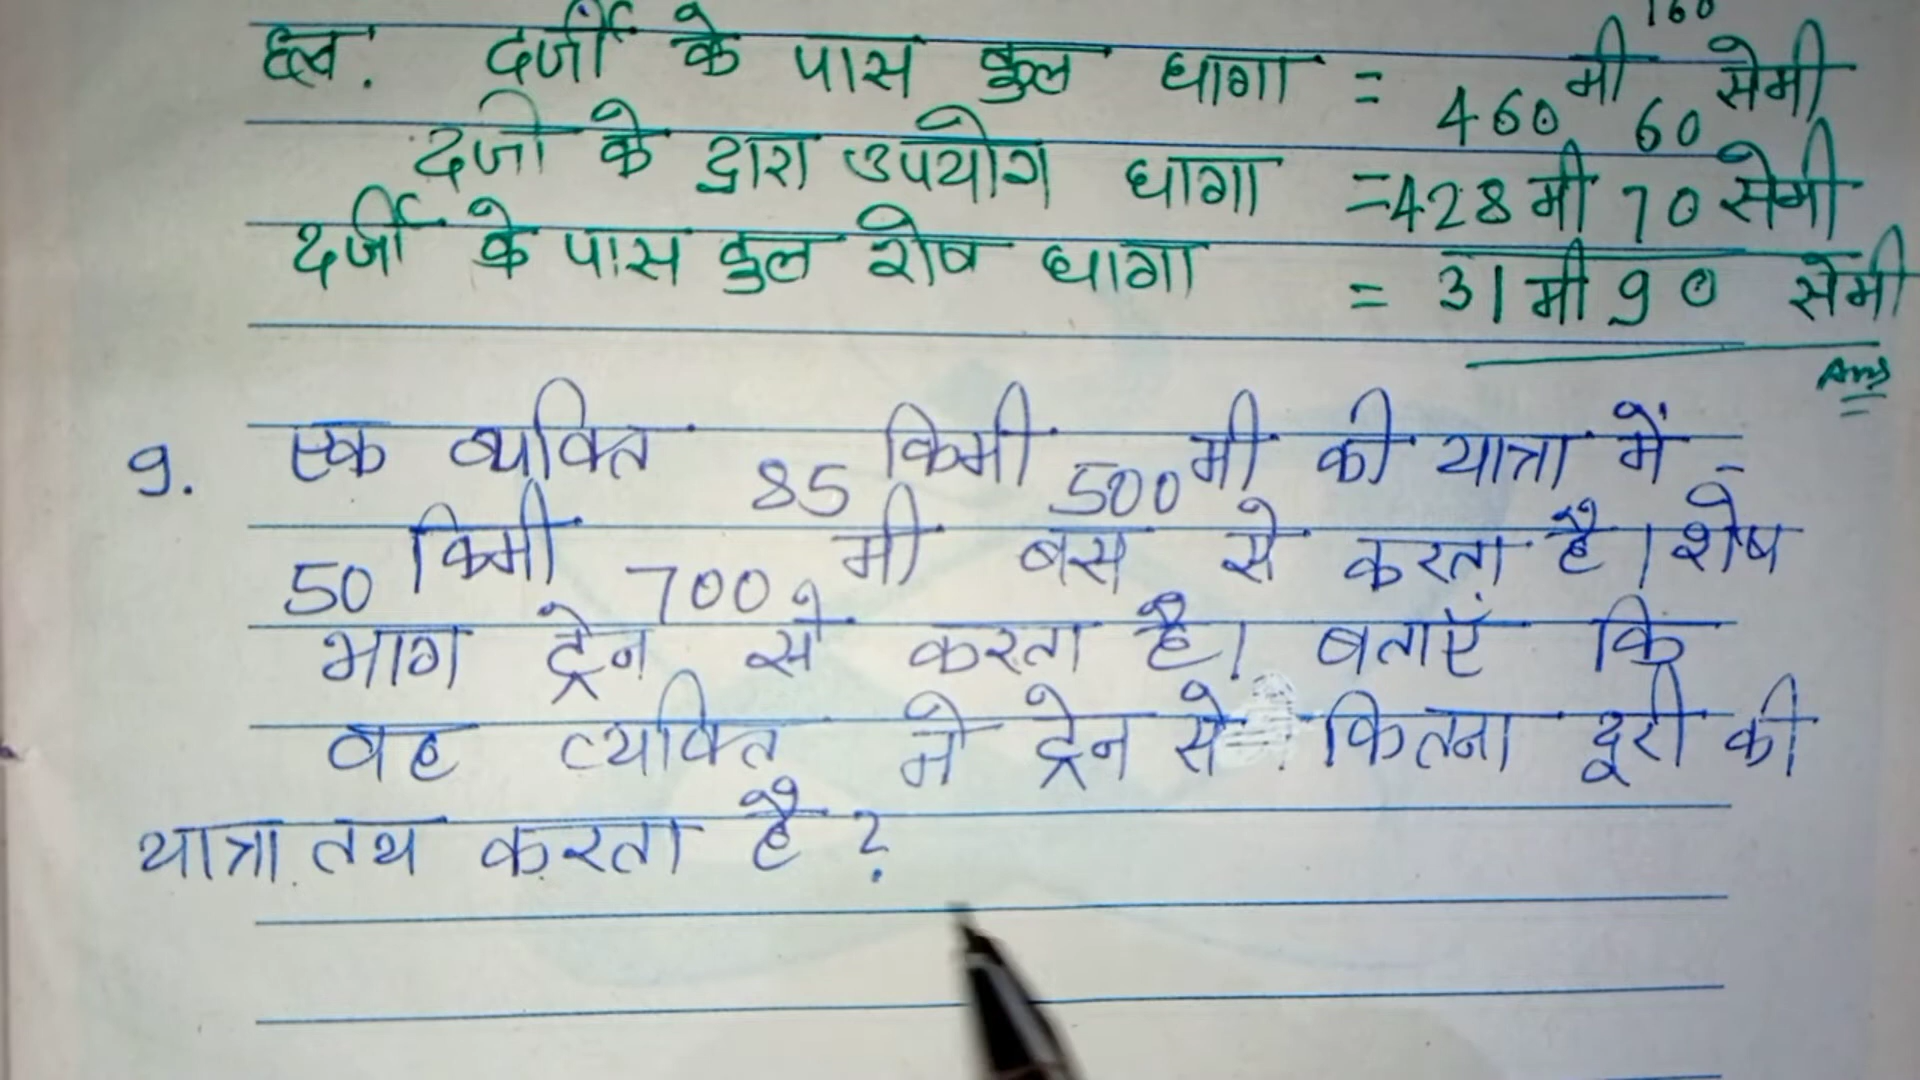 160
हल. दर्जी के पास कुल धागा = 460 मी 60 सेमी
दर्जी के द्वारा उपयोग धागा = 428 मी 70 सेमी
दर्जी के पास कुल शेष धागा = 31 मी 90 सेमी
Ans
9. एक व्यक्ति 85 किमी 500 मी की यात्रा में -
50 किमी 700 मी बस से करता है। शेष
भाग ट्रेन से करता है। बताएँ कि
वह व्यक्ति ने ट्रेन से कितना दूरी की
यात्रा तय करता है ?